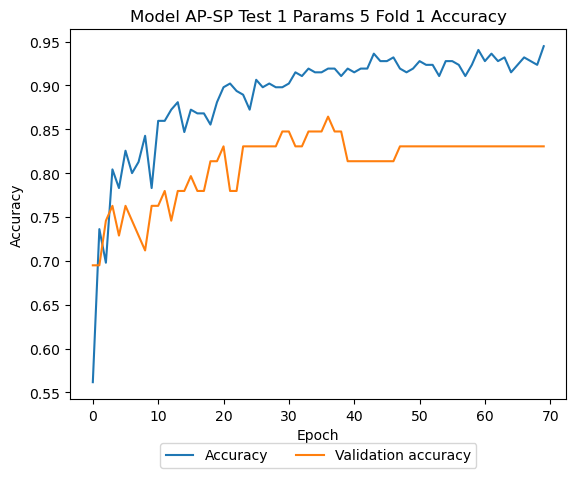 Model AP-SP Test 1 Params 5 Fold 1 Accuracy
0.95
0.90
0.85
0.80
0.75
0.70
0.65
0.60
0.55
Accuracy
0 10 20 30 40 50 60 70
Epoch
Accuracy Validation accuracy